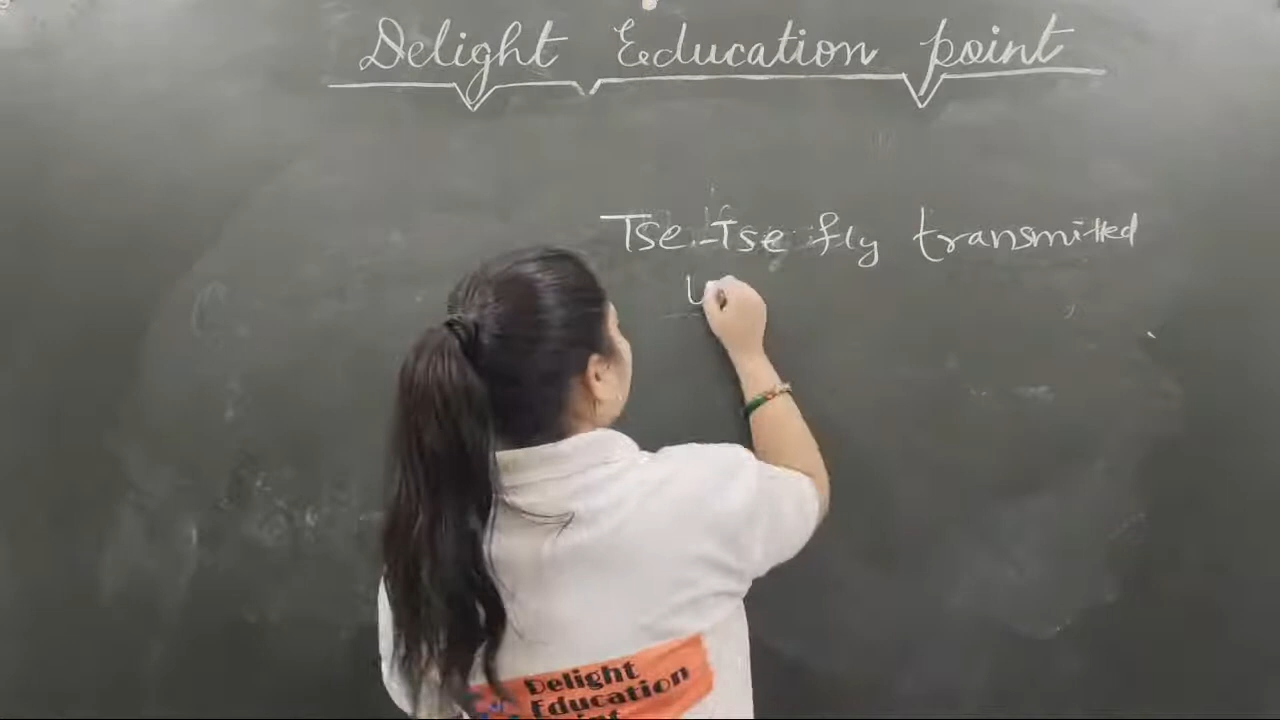 Delight Education point
Tse-Tse fly transmitted
Delight
Education